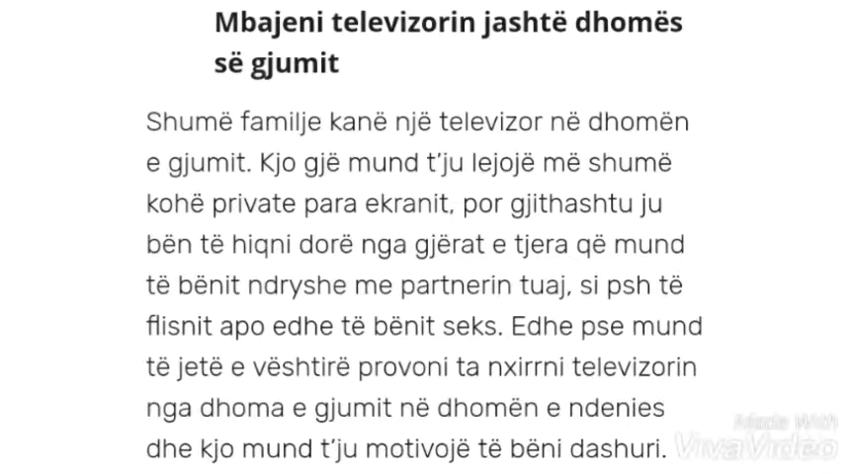 Mbajeni televizorin jashtë dhomës
së gjumit
Shumë familje kanë një televizor në dhomën
e gjumit. Kjo gjë mund t'ju lejojë më shumë
kohë private para ekranit, por gjithashtu ju
bën të hiqni dorë nga gjërat e tjera që mund
të bënit ndryshe me partnerin tuaj, si psh të
flisnit apo edhe të bënit seks. Edhe pse mund
të jetë e vështirë provoni ta nxirrni televizorin
nga dhoma e gjumit në dhomën e ndenies
dhe kjo mund t'ju motivojë të bëni dashuri.
Made With
VivaVideo